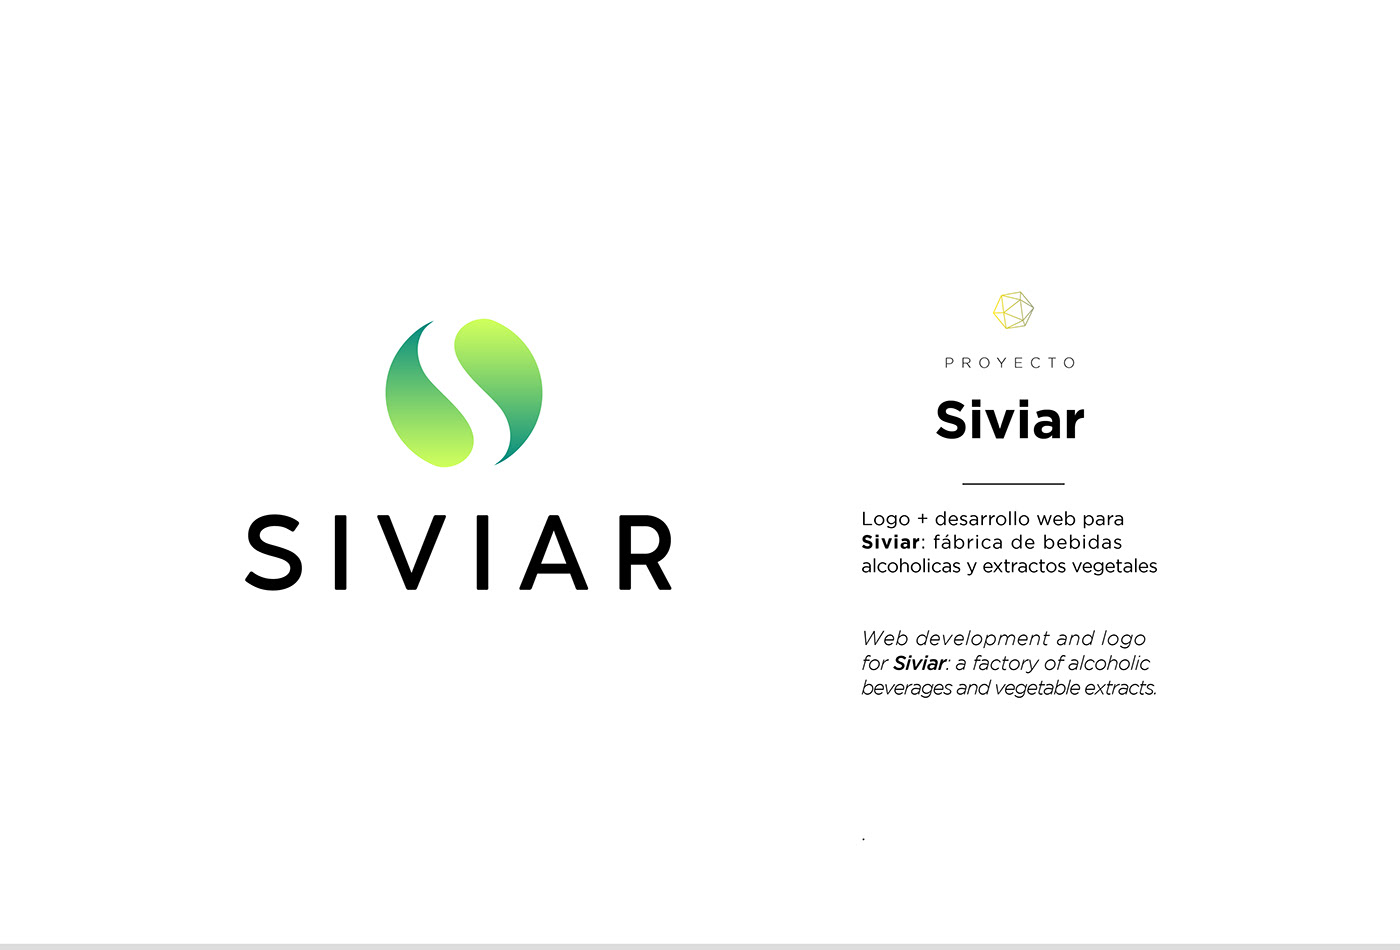 SIVIAR
PROYECTO
Siviar
Logo + desarrollo web para
Siviar: fábrica de bebidas
alcoholicas y extractos vegetales
Web development and logo
for Siviar: a factory of alcoholic
beverages and vegetable extracts.
.